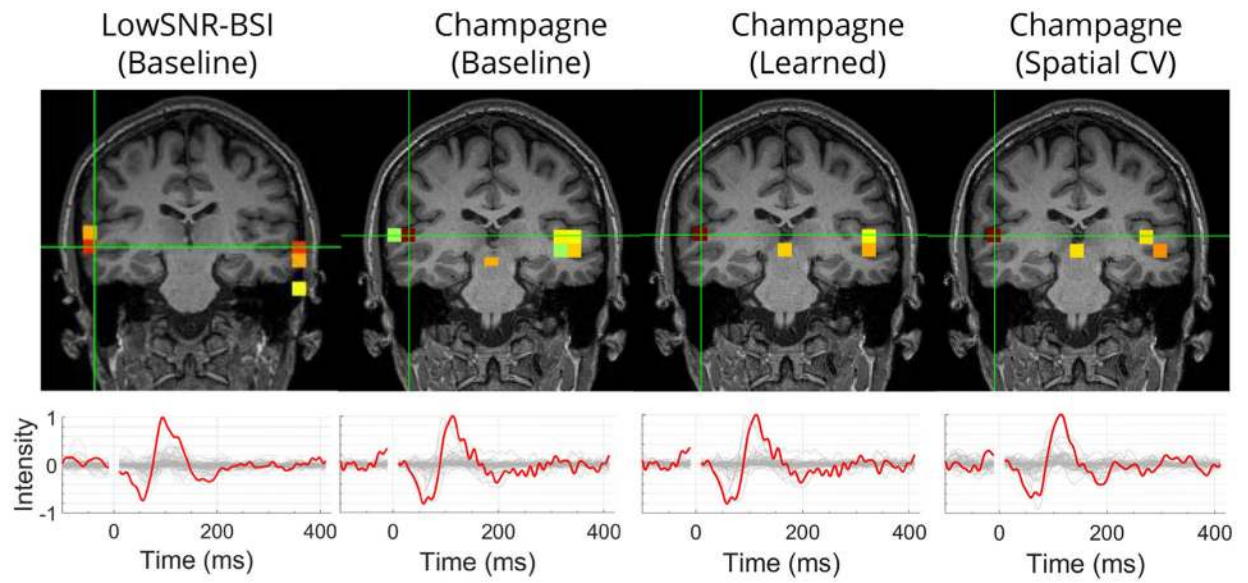 LowSNR-BSI
(Baseline)
Champagne
(Baseline)
Champagne
(Learned)
Champagne
(Spatial CV)
Intensity
1
0
-1
0 200 400
Time (ms)
0 200 400
Time (ms)
0 200 400
Time (ms)
0 200 400
Time (ms)